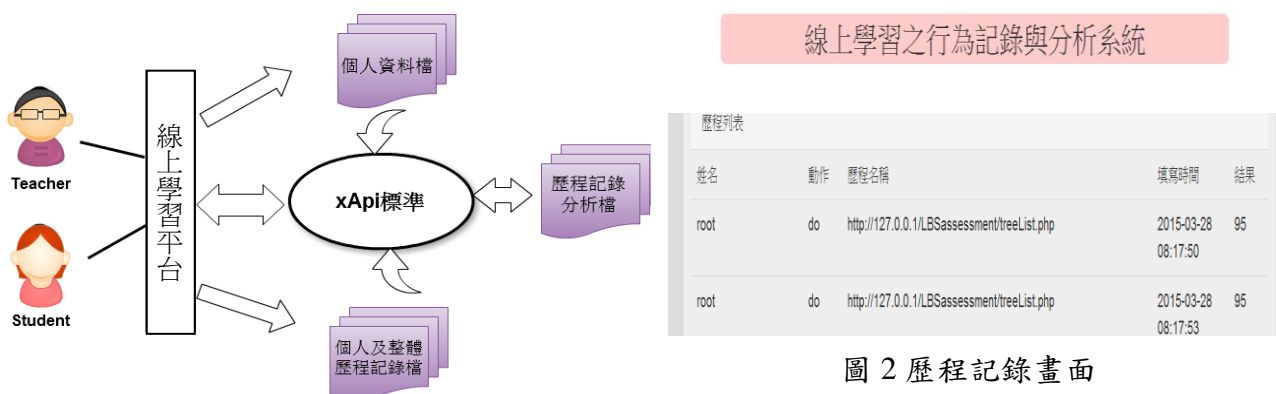 個人資料檔
Teacher
Student
線上學習平台
xApi標準
歷程記錄
分析檔
個人及整體
歷程記錄檔
線上學習之行為記錄與分析系統
歷程列表
姓名 動作 歷程名稱 填寫時間 結果
root do http://127.0.0.1/LBSassessment/treeList.php 2015-03-28 95
08:17:50
root do http://127.0.0.1/LBSassessment/treeList.php 2015-03-28 95
08:17:53
圖 2 歷程記錄畫面